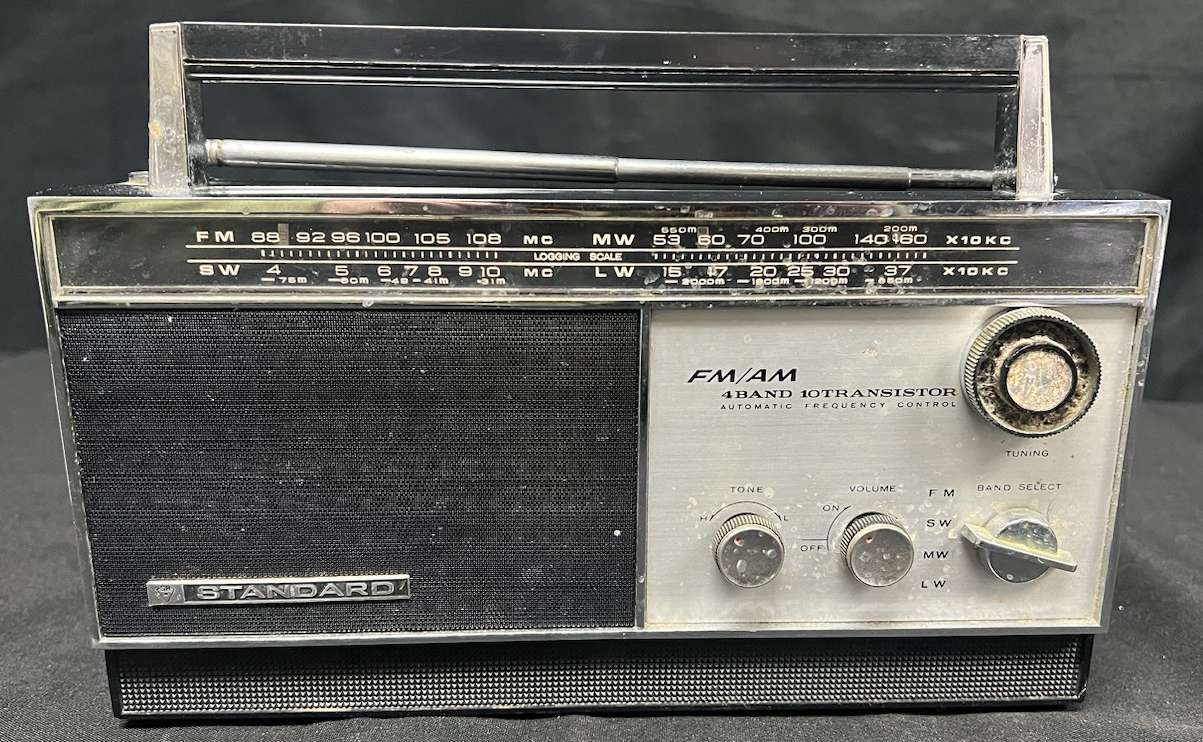 550m 400m 300m 200m
FM 88 92 96 100 105 108 MC MW 53 60 70 100 140 160 X10KC
LOGGING SCALE
SW 4 5 6 7 8 9 10 MC LW 15 17 20 25 30 37 X10KC
75m 60m 49 41m 31m 2000m 1200m
FM/AM
4BAND 10TRANSISTOR
AUTOMATIC FREQUENCY CONTROL
TUNING
TONE VOLUME FM BAND SELECT
ON
SW
OFF
MW
LW
STANDARD